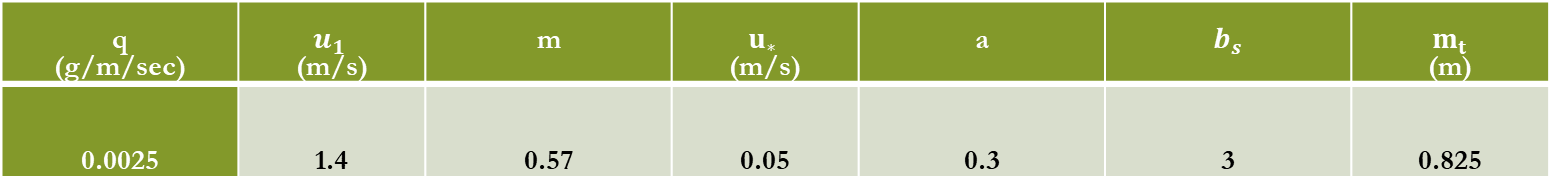 q u₁ m u* a bₛ mₜ
(g/m/sec) (m/s) (m/s) (m)
0.0025 1.4 0.57 0.05 0.3 3 0.825